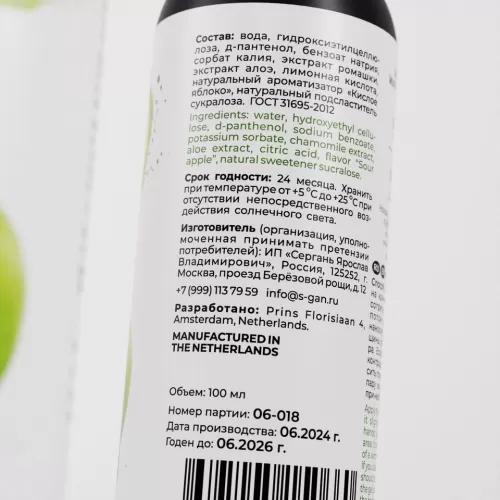 Состав: вода, гидроксиэтилцеллю-
лоза, д-пантенол, бензоат натрия,
сорбат калия, экстракт ромашки,
экстракт алоэ, лимонная кислота,
натуральный ароматизатор «Кислое
яблоко», натуральный подсластитель
сукралоза. ГОСТ 31695-2012
Ingredients: water, hydroxyethyl cellu-
lose, d-panthenol, sodium benzoate,
potassium sorbate, chamomile extract,
aloe extract, citric acid, flavor "Sour
apple", natural sweetener sucralose.
Срок годности: 24 месяца. Хранить
при температуре от +5 °C до +25 °C при
отсутствии непосредственного воз-
действия солнечного света.
Изготовитель (организация, уполно-
моченная принимать претензии
потребителей): ИП «Сергань Ярослав
Владимирович», Россия, 125252, г.
Москва, проезд Берёзовой рощи, д.12
+7 (999) 113 79 59 info@s-gan.ru
Разработано: Prins Florisiaan 4,
Amsterdam, Netherlands.
MANUFACTURED IN
THE NETHERLANDS
Объем: 100 мл
Номер партии: 06-018
Дата производства: 06.2024 г.
Годен до: 06.2026 г.